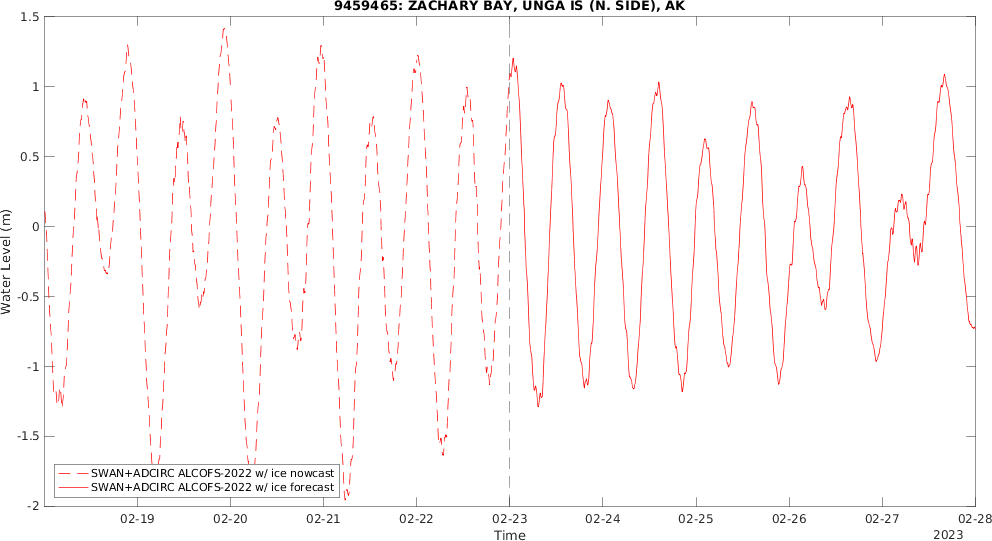 9459465: ZACHARY BAY, UNGA IS (N. SIDE), AK
Water Level (m)
1.5
1
0.5
0
-0.5
-1
-1.5
-2
SWAN+ADCIRC ALCOFS-2022 w/ ice nowcast
SWAN+ADCIRC ALCOFS-2022 w/ ice forecast
02-19 02-20 02-21 02-22 02-23 02-24 02-25 02-26 02-27 02-28
Time
2023